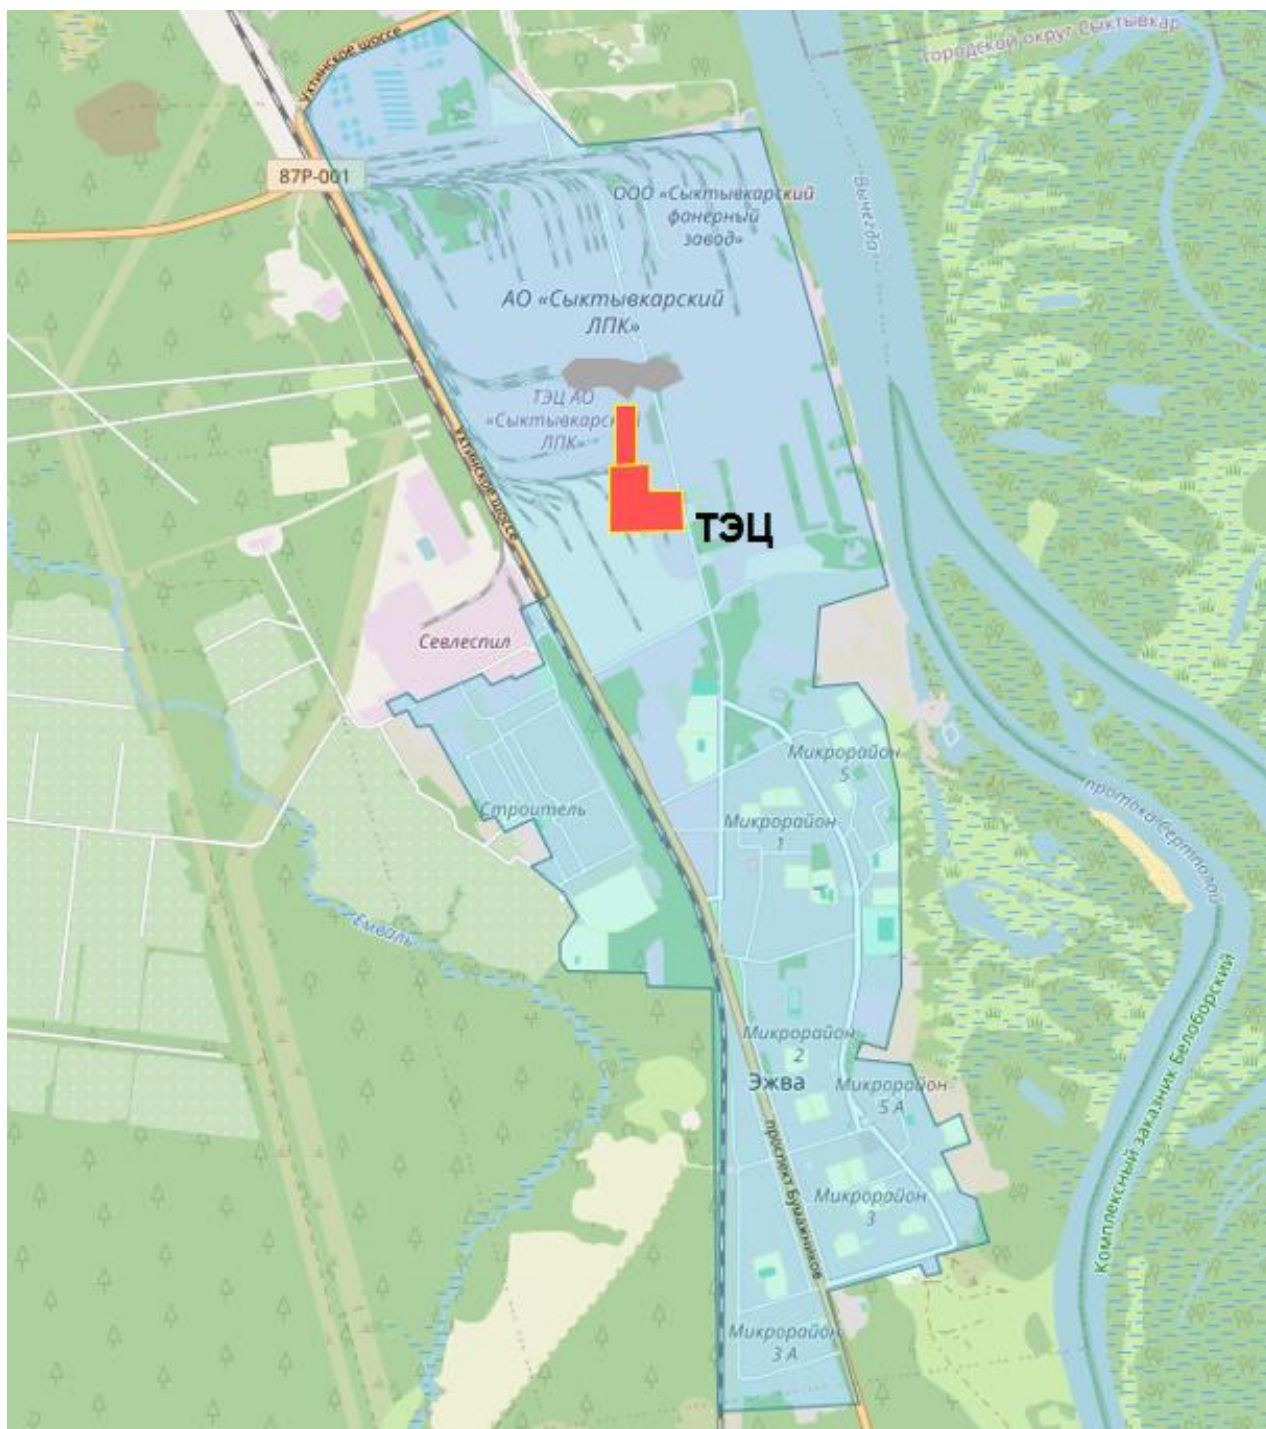 Ухтинское шоссе
городской округ Сыктывкар
87Р-001
Вычегда
ООО «Сыктывкарский
фанерный
завод»
АО «Сыктывкарский
ЛПК»
ТЭЦ АО
«Сыктывкарский
ЛПК»
Ухтинское шоссе
ТЭЦ
Севлеспил
Микрорайон
5
протока Сертполой
Строитель
Микрорайон
1
Емваль
Микрорайон
2
Эжва
Микрорайон
5 А
Комплексный заказник Белоборский
проспект Бумажников
Микрорайон
3
Микрорайон
3 А